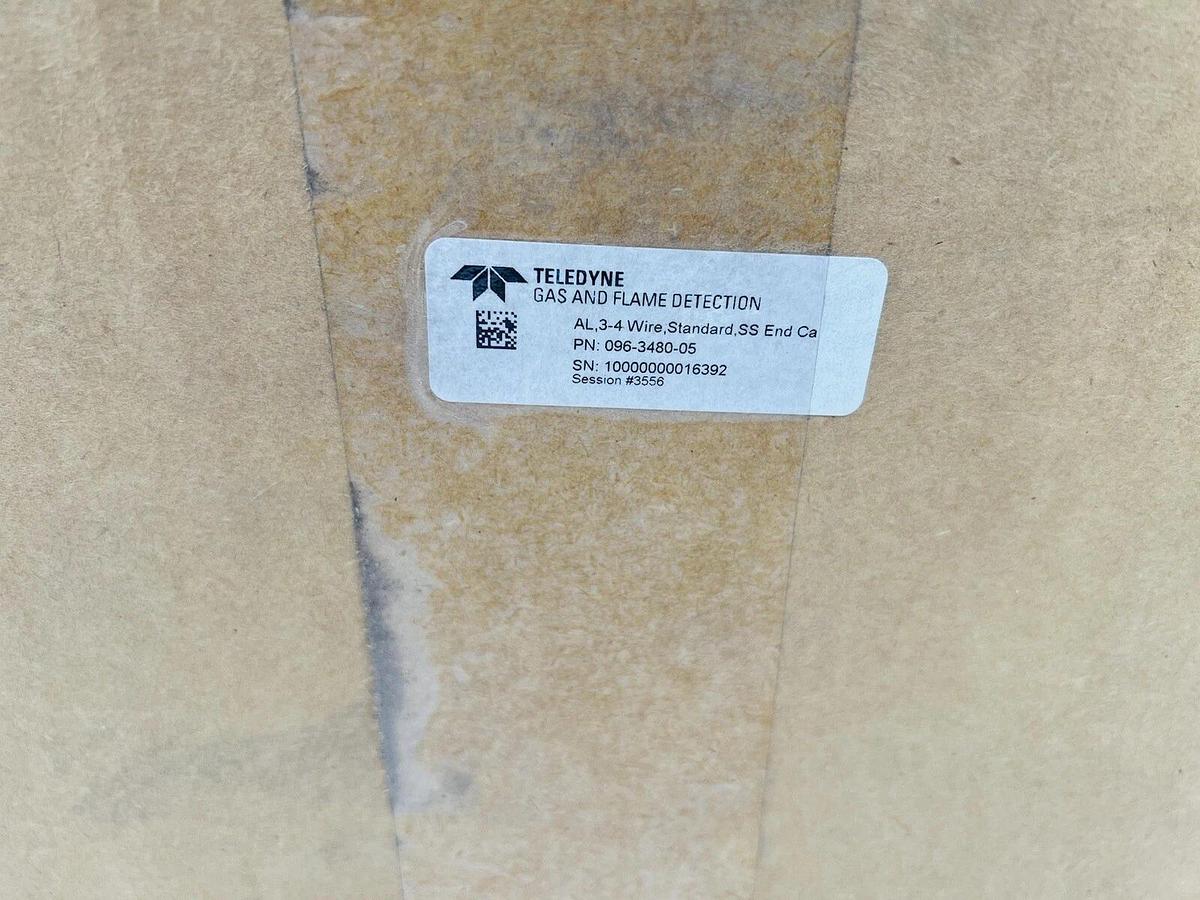 TELEDYNE
GAS AND FLAME DETECTION
AL,3-4 Wire,Standard,SS End Ca
PN: 096-3480-05
SN: 10000000016392
Session #3556